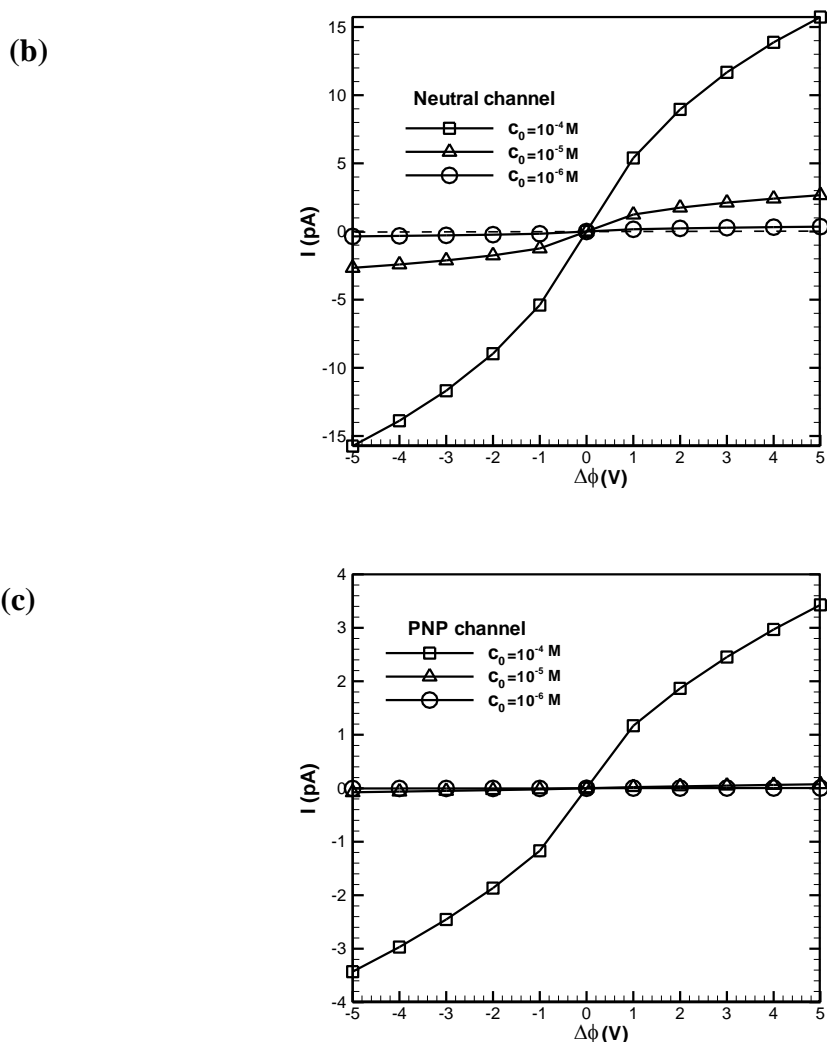 (b)
I (pA)
15
10
5
0
-5
-10
-15
Neutral channel
c₀=10⁻⁴ M
c₀=10⁻⁵ M
c₀=10⁻⁶ M
-5 -4 -3 -2 -1 0 1 2 3 4 5
Δϕ(V)
(c)
I (pA)
4
3
2
1
0
-1
-2
-3
-4
PNP channel
c₀=10⁻⁴ M
c₀=10⁻⁵ M
c₀=10⁻⁶ M
-5 -4 -3 -2 -1 0 1 2 3 4 5
Δϕ(V)